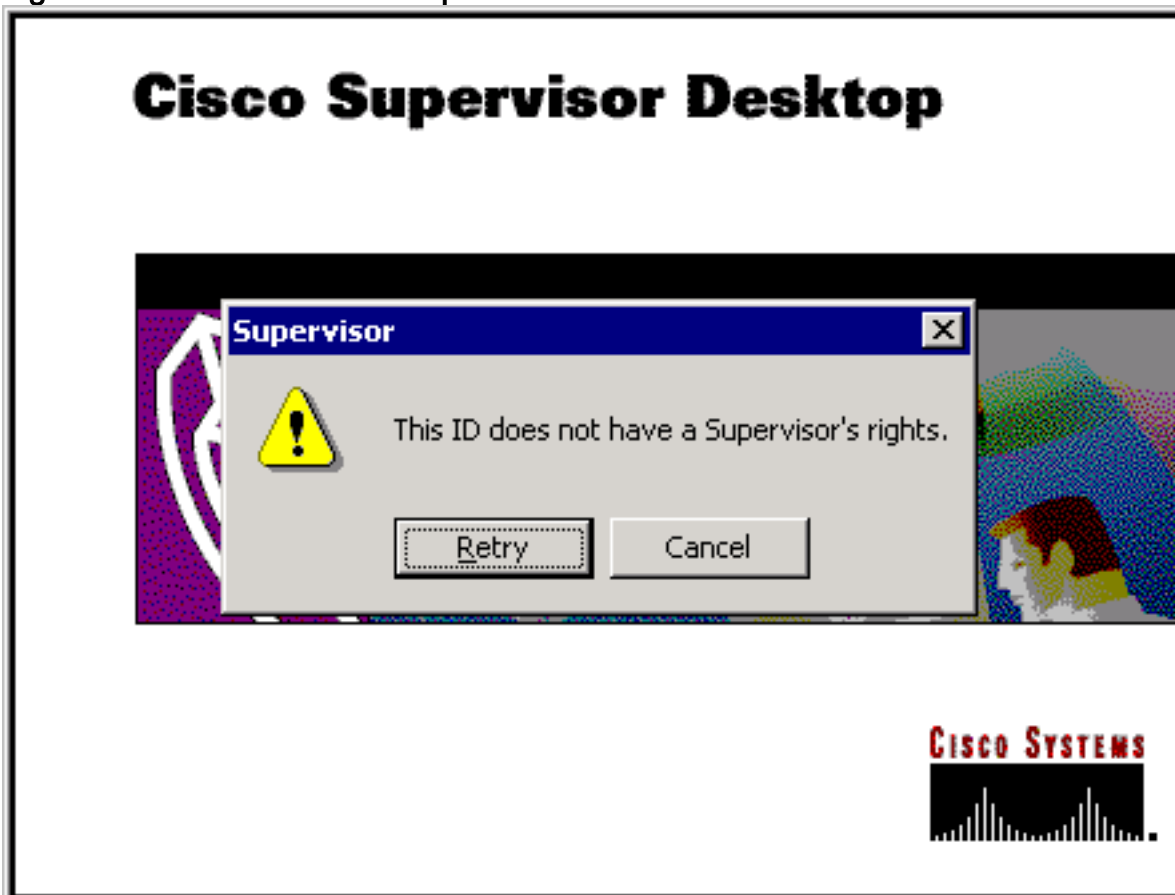 Cisco Supervisor Desktop
Supervisor
This ID does not have a Supervisor's rights.
Retry
Cancel
CISCO SYSTEMS